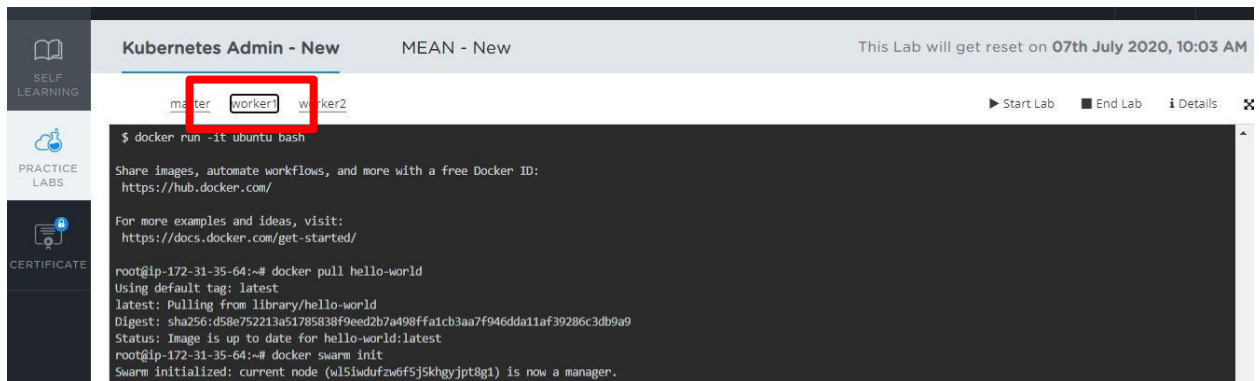 Kubernetes Admin - New MEAN - New This Lab will get reset on 07th July 2020, 10:03 AM
SELF
LEARNING
master worker1 worker2 Start Lab End Lab i Details
PRACTICE
LABS
CERTIFICATE
$ docker run -it ubuntu bash
Share images, automate workflows, and more with a free Docker ID:
https://hub.docker.com/
For more examples and ideas, visit:
https://docs.docker.com/get-started/
root@ip-172-31-35-64:~# docker pull hello-world
Using default tag: latest
latest: Pulling from library/hello-world
Digest: sha256:d58e752213a51785838f9eed2b7a498ffa1cb3aa7f946dda11af39286c3db9a9
Status: Image is up to date for hello-world:latest
root@ip-172-31-35-64:~# docker swarm init
Swarm initialized: current node (wl5iwdufzw6f5j5khgyjpt8g1) is now a manager.